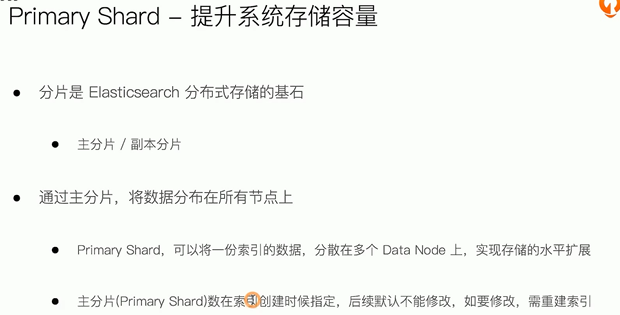 Primary Shard – 提升系统存储容量
● 分片是 Elasticsearch 分布式存储的基石
● 主分片 / 副本分片
● 通过主分片，将数据分布在所有节点上
● Primary Shard，可以将一份索引的数据，分散在多个 Data Node 上，实现存储的水平扩展
● 主分片(Primary Shard)数在索引创建时候指定，后续默认不能修改，如要修改，需重建索引